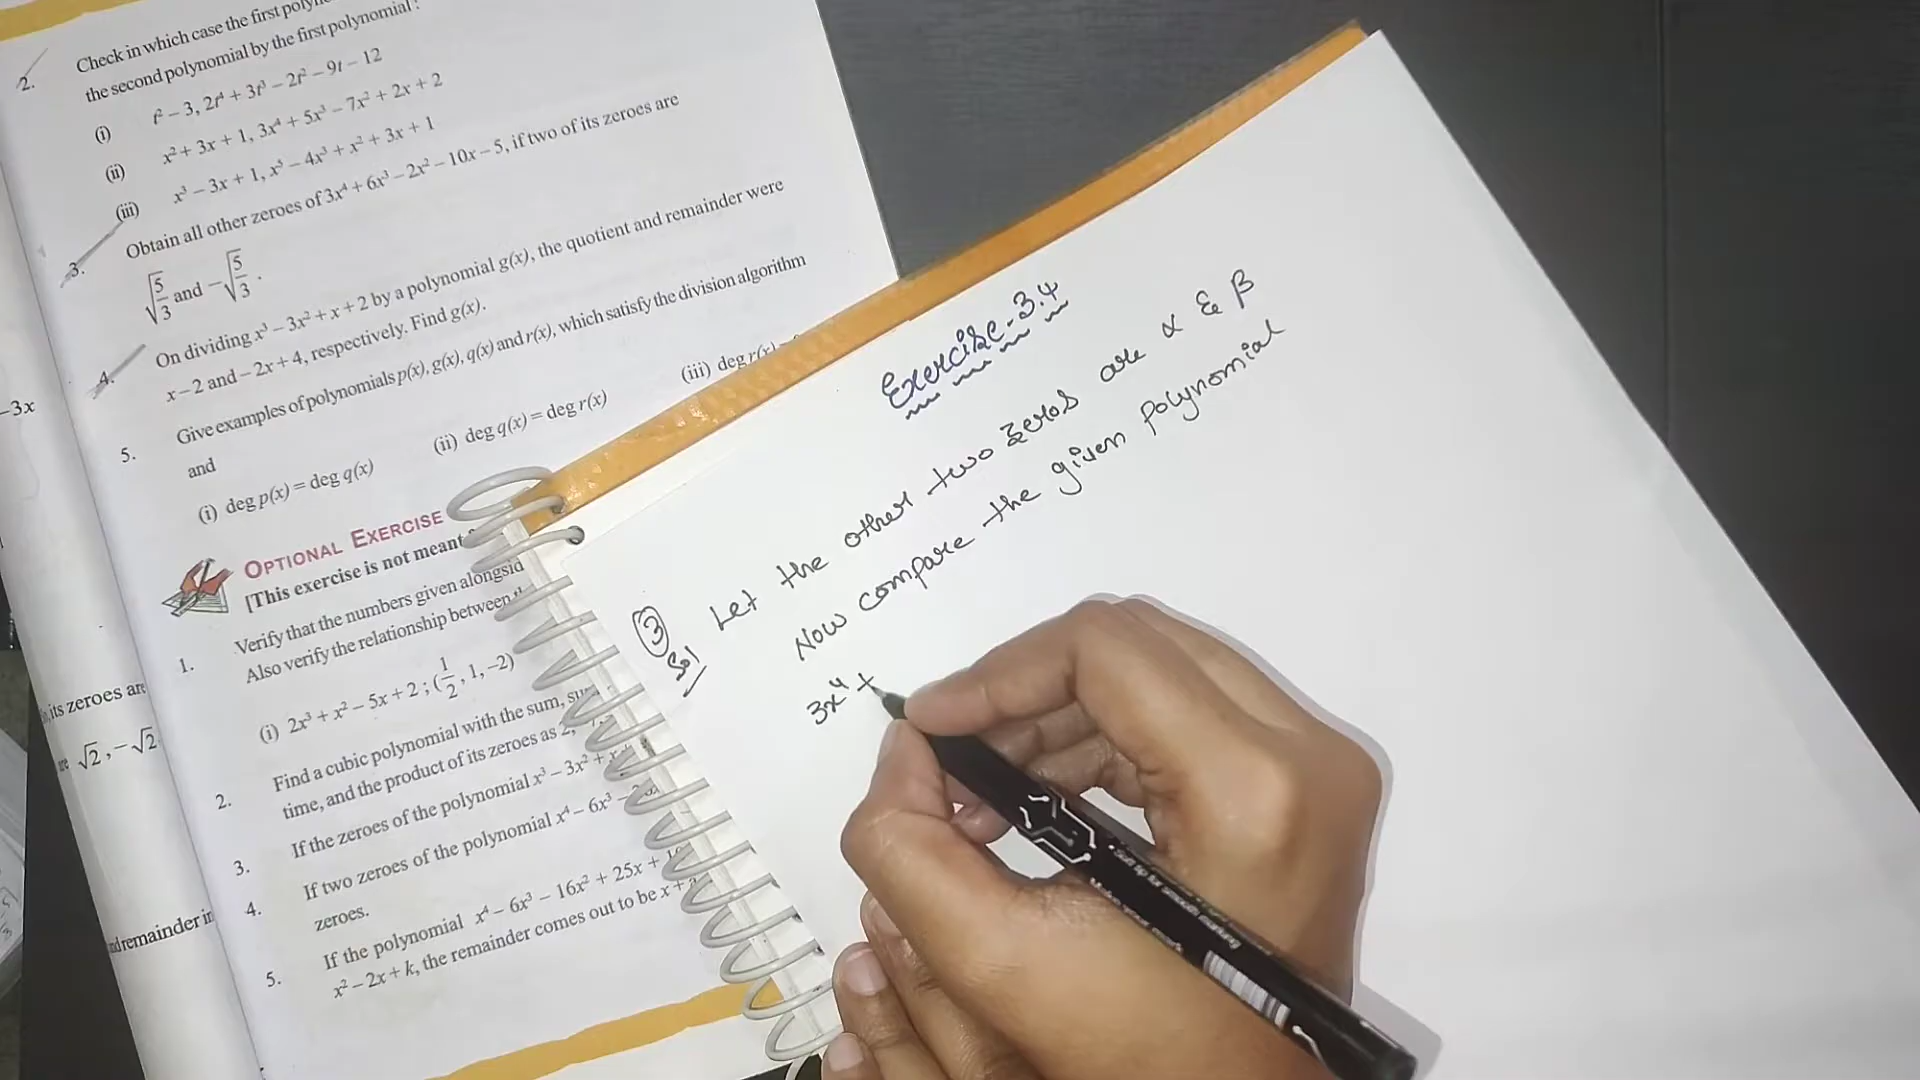 2. Check in which case the first
the second polynomial by the first polynomial?
(i) t² – 3, 2t⁴ + 3t³ – 2t² – 9t – 12
(ii) x² + 3x + 1, 3x⁴ + 5x³ – 7x² + 2x + 2
(iii) x³ – 3x + 1, x⁵ – 4x³ + x² + 3x + 1
3. Obtain all other zeroes of 3x⁴ + 6x³ – 2x² – 10x – 5, if two of its zeroes are
√(5/3) and –√(5/3) .
4. On dividing x³ – 3x² + x + 2 by a polynomial g(x), the quotient and remainder were
x – 2 and – 2x + 4, respectively. Find g(x).
5. Give examples of polynomials p(x), g(x), q(x) and r(x), which satisfy the division algorithm
and
(i) deg p(x) = deg q(x) (ii) deg q(x) = deg r(x) (iii) deg r(x)
OPTIONAL EXERCISE
[This exercise is not meant
1. Verify that the numbers given
Also verify the relationship between
(i) 2x³ + x² – 5x + 2 ; (1/2, 1, –2)
2. Find a cubic polynomial with the sum,
time, and the product of its zeroes as 2,
3. If the zeroes of the polynomial x³ – 3x² +
4. If two zeroes of the polynomial x⁴ – 6x³ –
zeroes.
5. If the polynomial x⁴ – 6x³ – 16x² + 25x +
x² – 2x + k, the remainder comes out to be x +
–3x
its zeroes are
are √2 , –√2
remainder in
Exercise - 3.4
③ Let the other two zeros are α & β
Sol Now compare the given polynomial
3x⁴ +